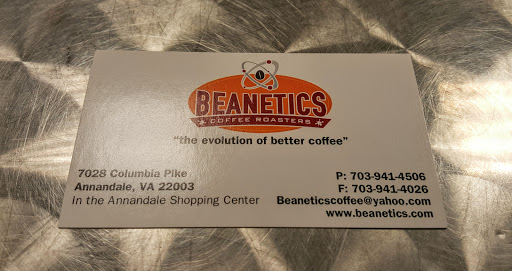 BEANETICS
COFFEE ROASTERS
"the evolution of better coffee"
7028 Columbia Pike
Annandale, VA 22003
In the Annandale Shopping Center
P: 703-941-4506
F: 703-941-4026
Beaneticscoffee@yahoo.com
www.beanetics.com